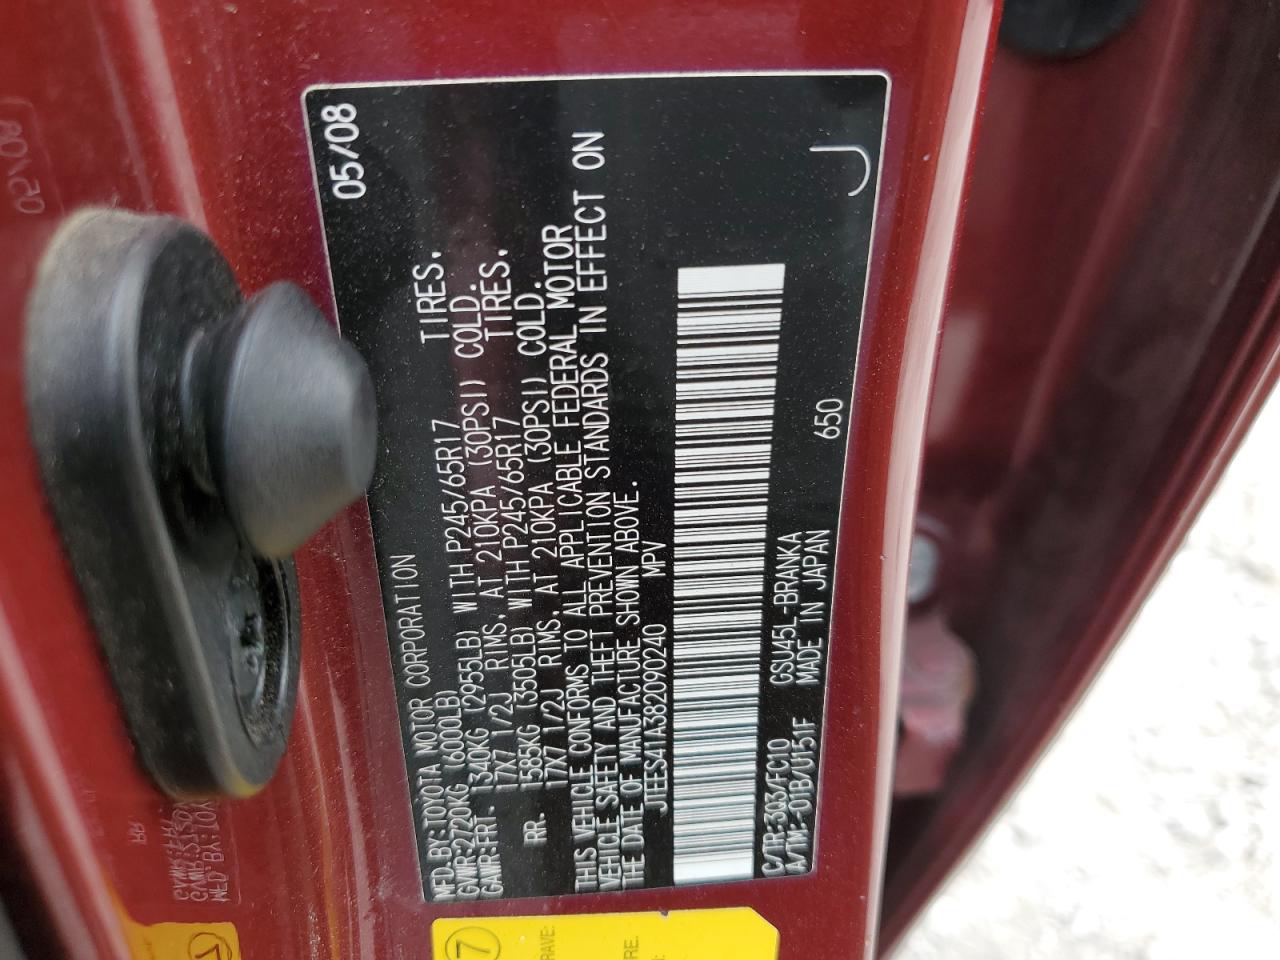 05/08
MFD.BY:TOYOTA MOTOR CORPORATION
GVWR:2720KG (6000LB)
GAWR:FRT. 1340KG (2955LB) WITH P245/65R17 TIRES.
17X7 1/2J RIMS, AT 210KPA (30PSI) COLD.
RR. 1585KG (3505LB) WITH P245/65R17 TIRES.
17X7 1/2J RIMS, AT 210KPA (30PSI) COLD.
THIS VEHICLE CONFORMS TO ALL APPLICABLE FEDERAL MOTOR
VEHICLE SAFETY AND THEFT PREVENTION STANDARDS IN EFFECT ON
THE DATE OF MANUFACTURE SHOWN ABOVE.
JTEES41A382090240 MPV
C/TR:3Q3/FC10 GSU45L-BRANKA 650
A/TM:-01B/U151F MADE IN JAPAN
J
7